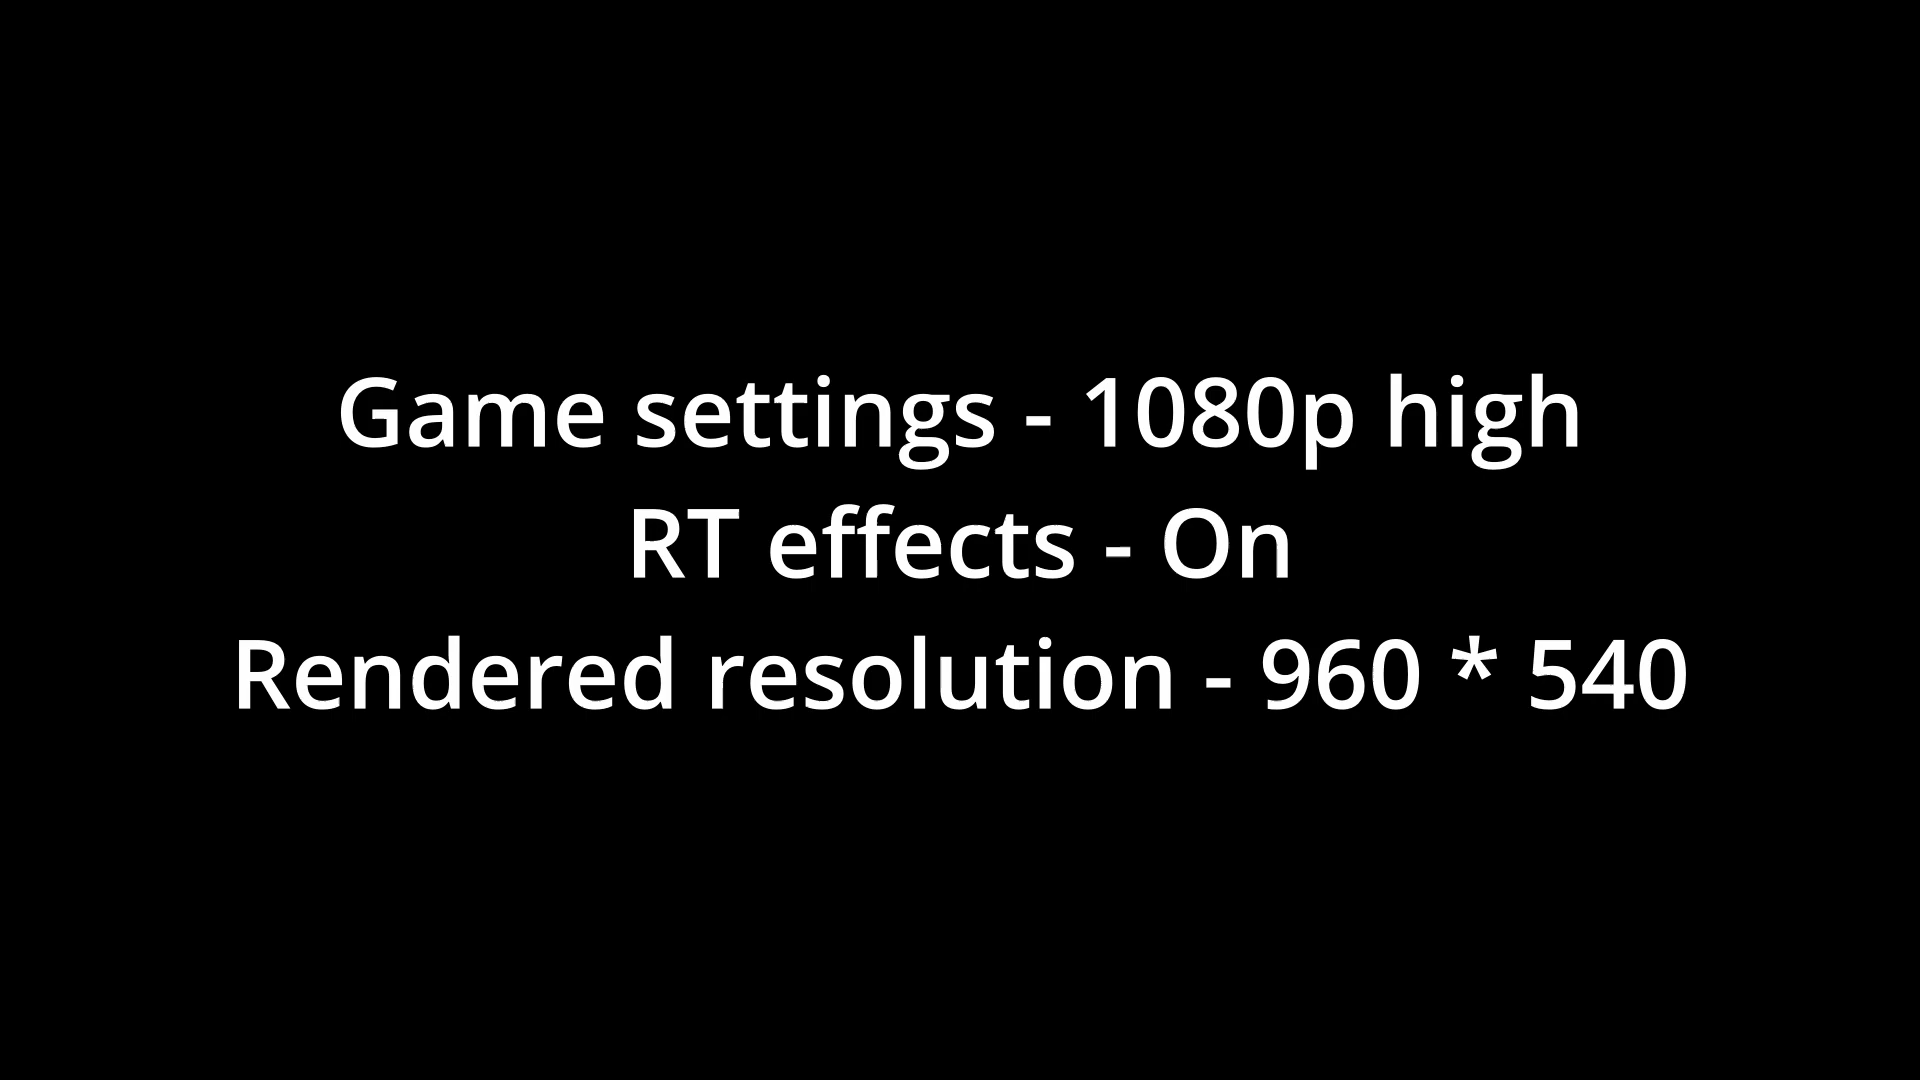 Game settings - 1080p high
RT effects - On
Rendered resolution - 960 * 540